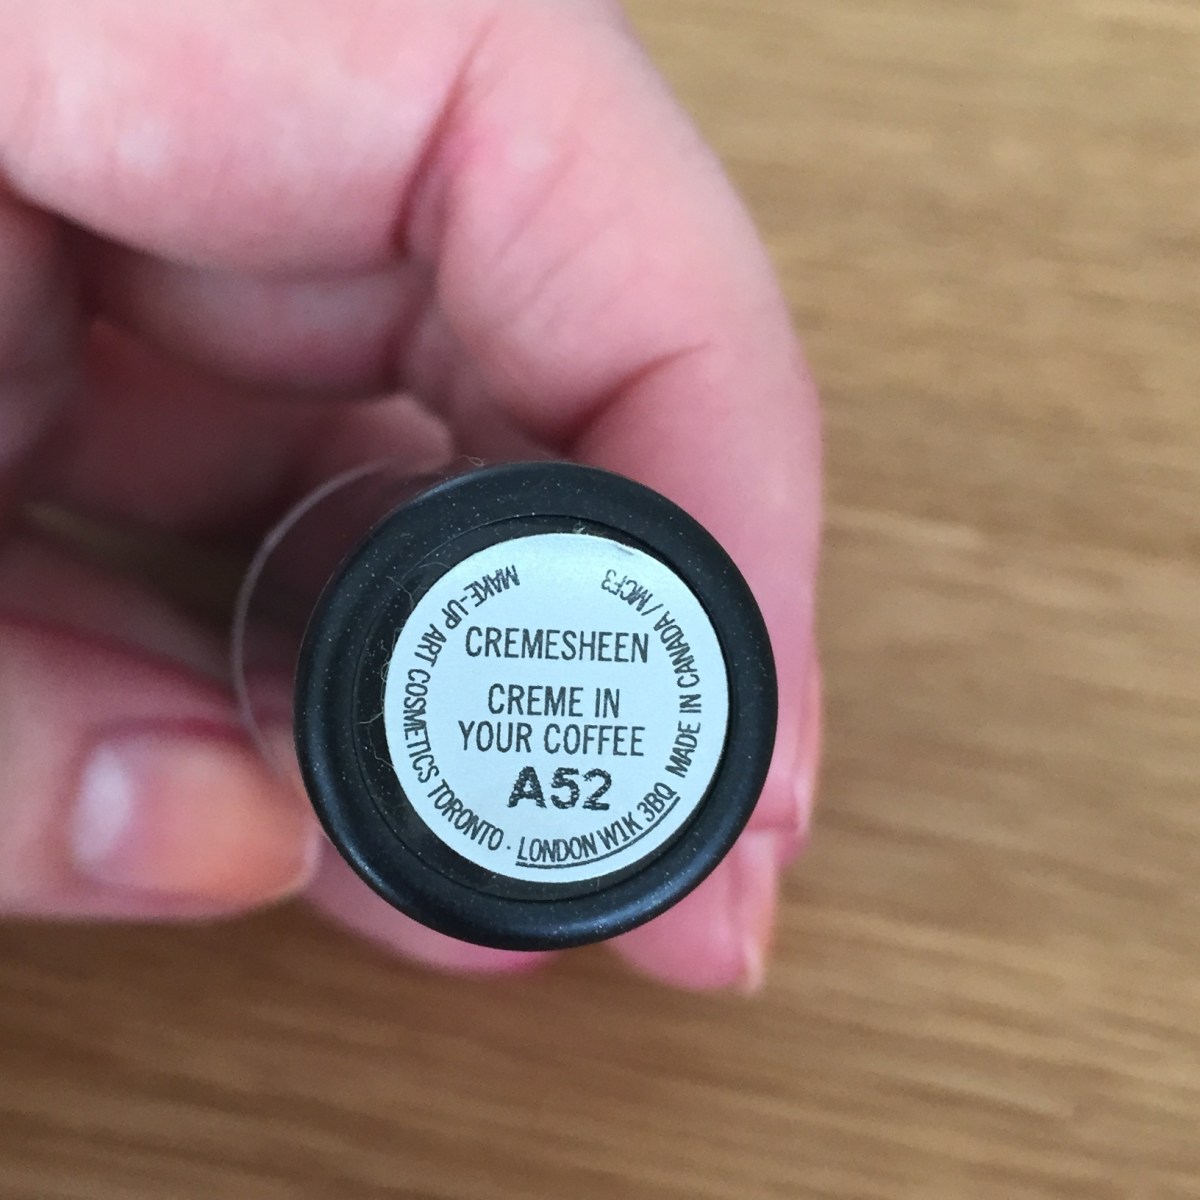 CREMESHEEN
CREME IN
YOUR COFFEE
A52
MAKE-UP ART COSMETICS TORONTO · LONDON W1K 3BQ MADE IN CANADA / MCF3